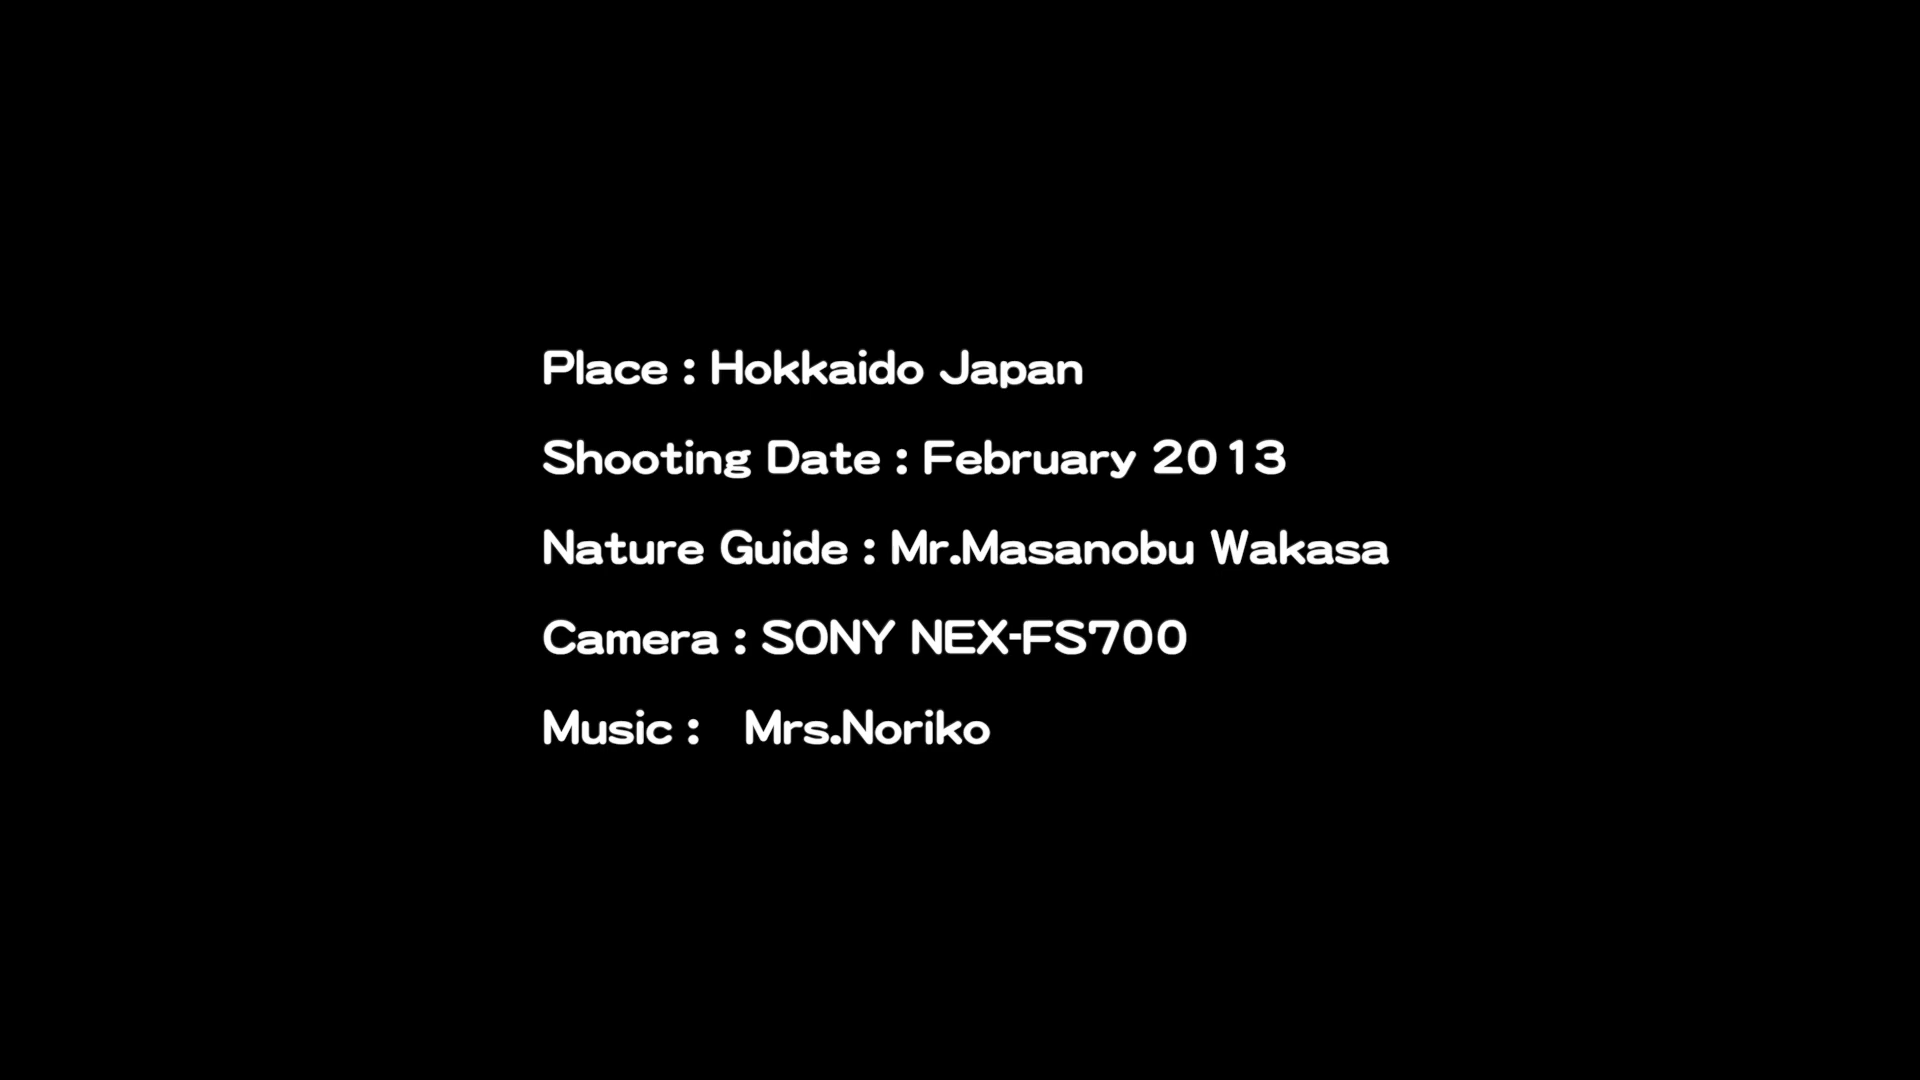 Place : Hokkaido Japan
Shooting Date : February 2013
Nature Guide : Mr.Masanobu Wakasa
Camera : SONY NEX-FS700
Music :   Mrs.Noriko